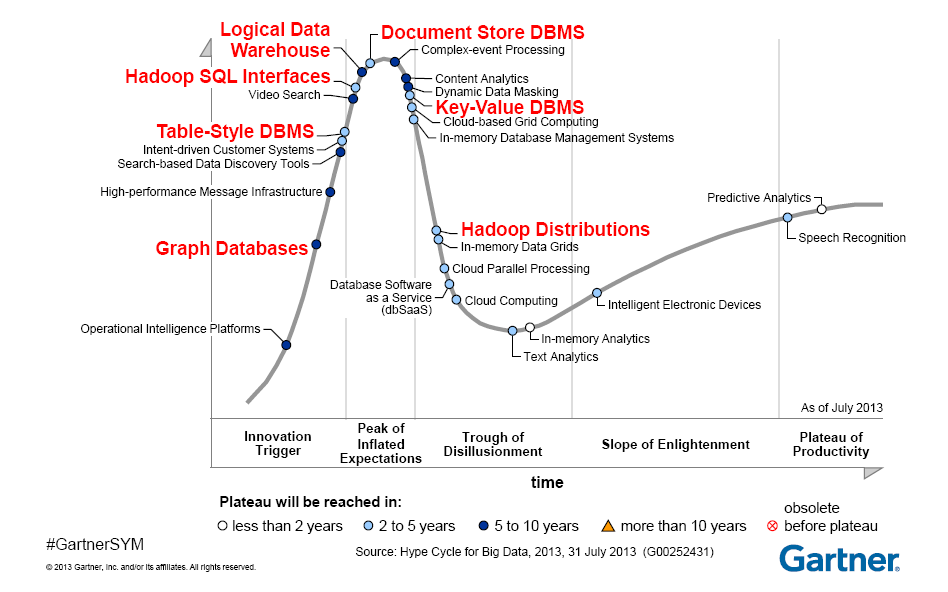 Logical Data
Warehouse
Document Store DBMS
Complex-event Processing
Hadoop SQL Interfaces
Content Analytics
Dynamic Data Masking
Video Search
Key-Value DBMS
Cloud-based Grid Computing
Table-Style DBMS
In-memory Database Management Systems
Intent-driven Customer Systems
Search-based Data Discovery Tools
High-performance Message Infrastructure
Predictive Analytics
Graph Databases
Hadoop Distributions
Speech Recognition
In-memory Data Grids
Cloud Parallel Processing
Database Software
as a Service
(dbSaaS)
Cloud Computing
Intelligent Electronic Devices
Operational Intelligence Platforms
In-memory Analytics
Text Analytics
As of July 2013
Innovation
Trigger
Peak of
Inflated
Expectations
Trough of
Disillusionment
Slope of Enlightenment
Plateau of
Productivity
time
Plateau will be reached in:
less than 2 years
2 to 5 years
5 to 10 years
more than 10 years
obsolete
before plateau
#GartnerSYM
Source: Hype Cycle for Big Data, 2013, 31 July 2013 (G00252431)
© 2013 Gartner, Inc. and/or its affiliates. All rights reserved.
Gartner.